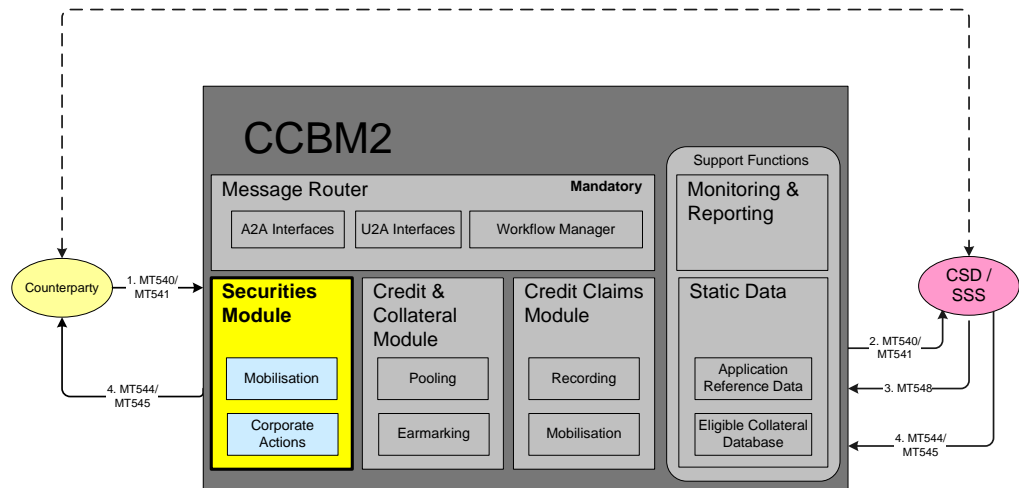 CCBM2
Support Functions
Message Router
Mandatory
Monitoring &
Reporting
A2A Interfaces
U2A Interfaces
Workflow Manager
Counterparty
1. MT540/
MT541
4. MT544/
MT545
Securities
Module
Mobilisation
Corporate
Actions
Credit &
Collateral
Module
Pooling
Earmarking
Credit Claims
Module
Recording
Mobilisation
Static Data
Application
Reference Data
Eligible Collateral
Database
CSD /
SSS
2. MT540/
MT541
3. MT548
4. MT544/
MT545